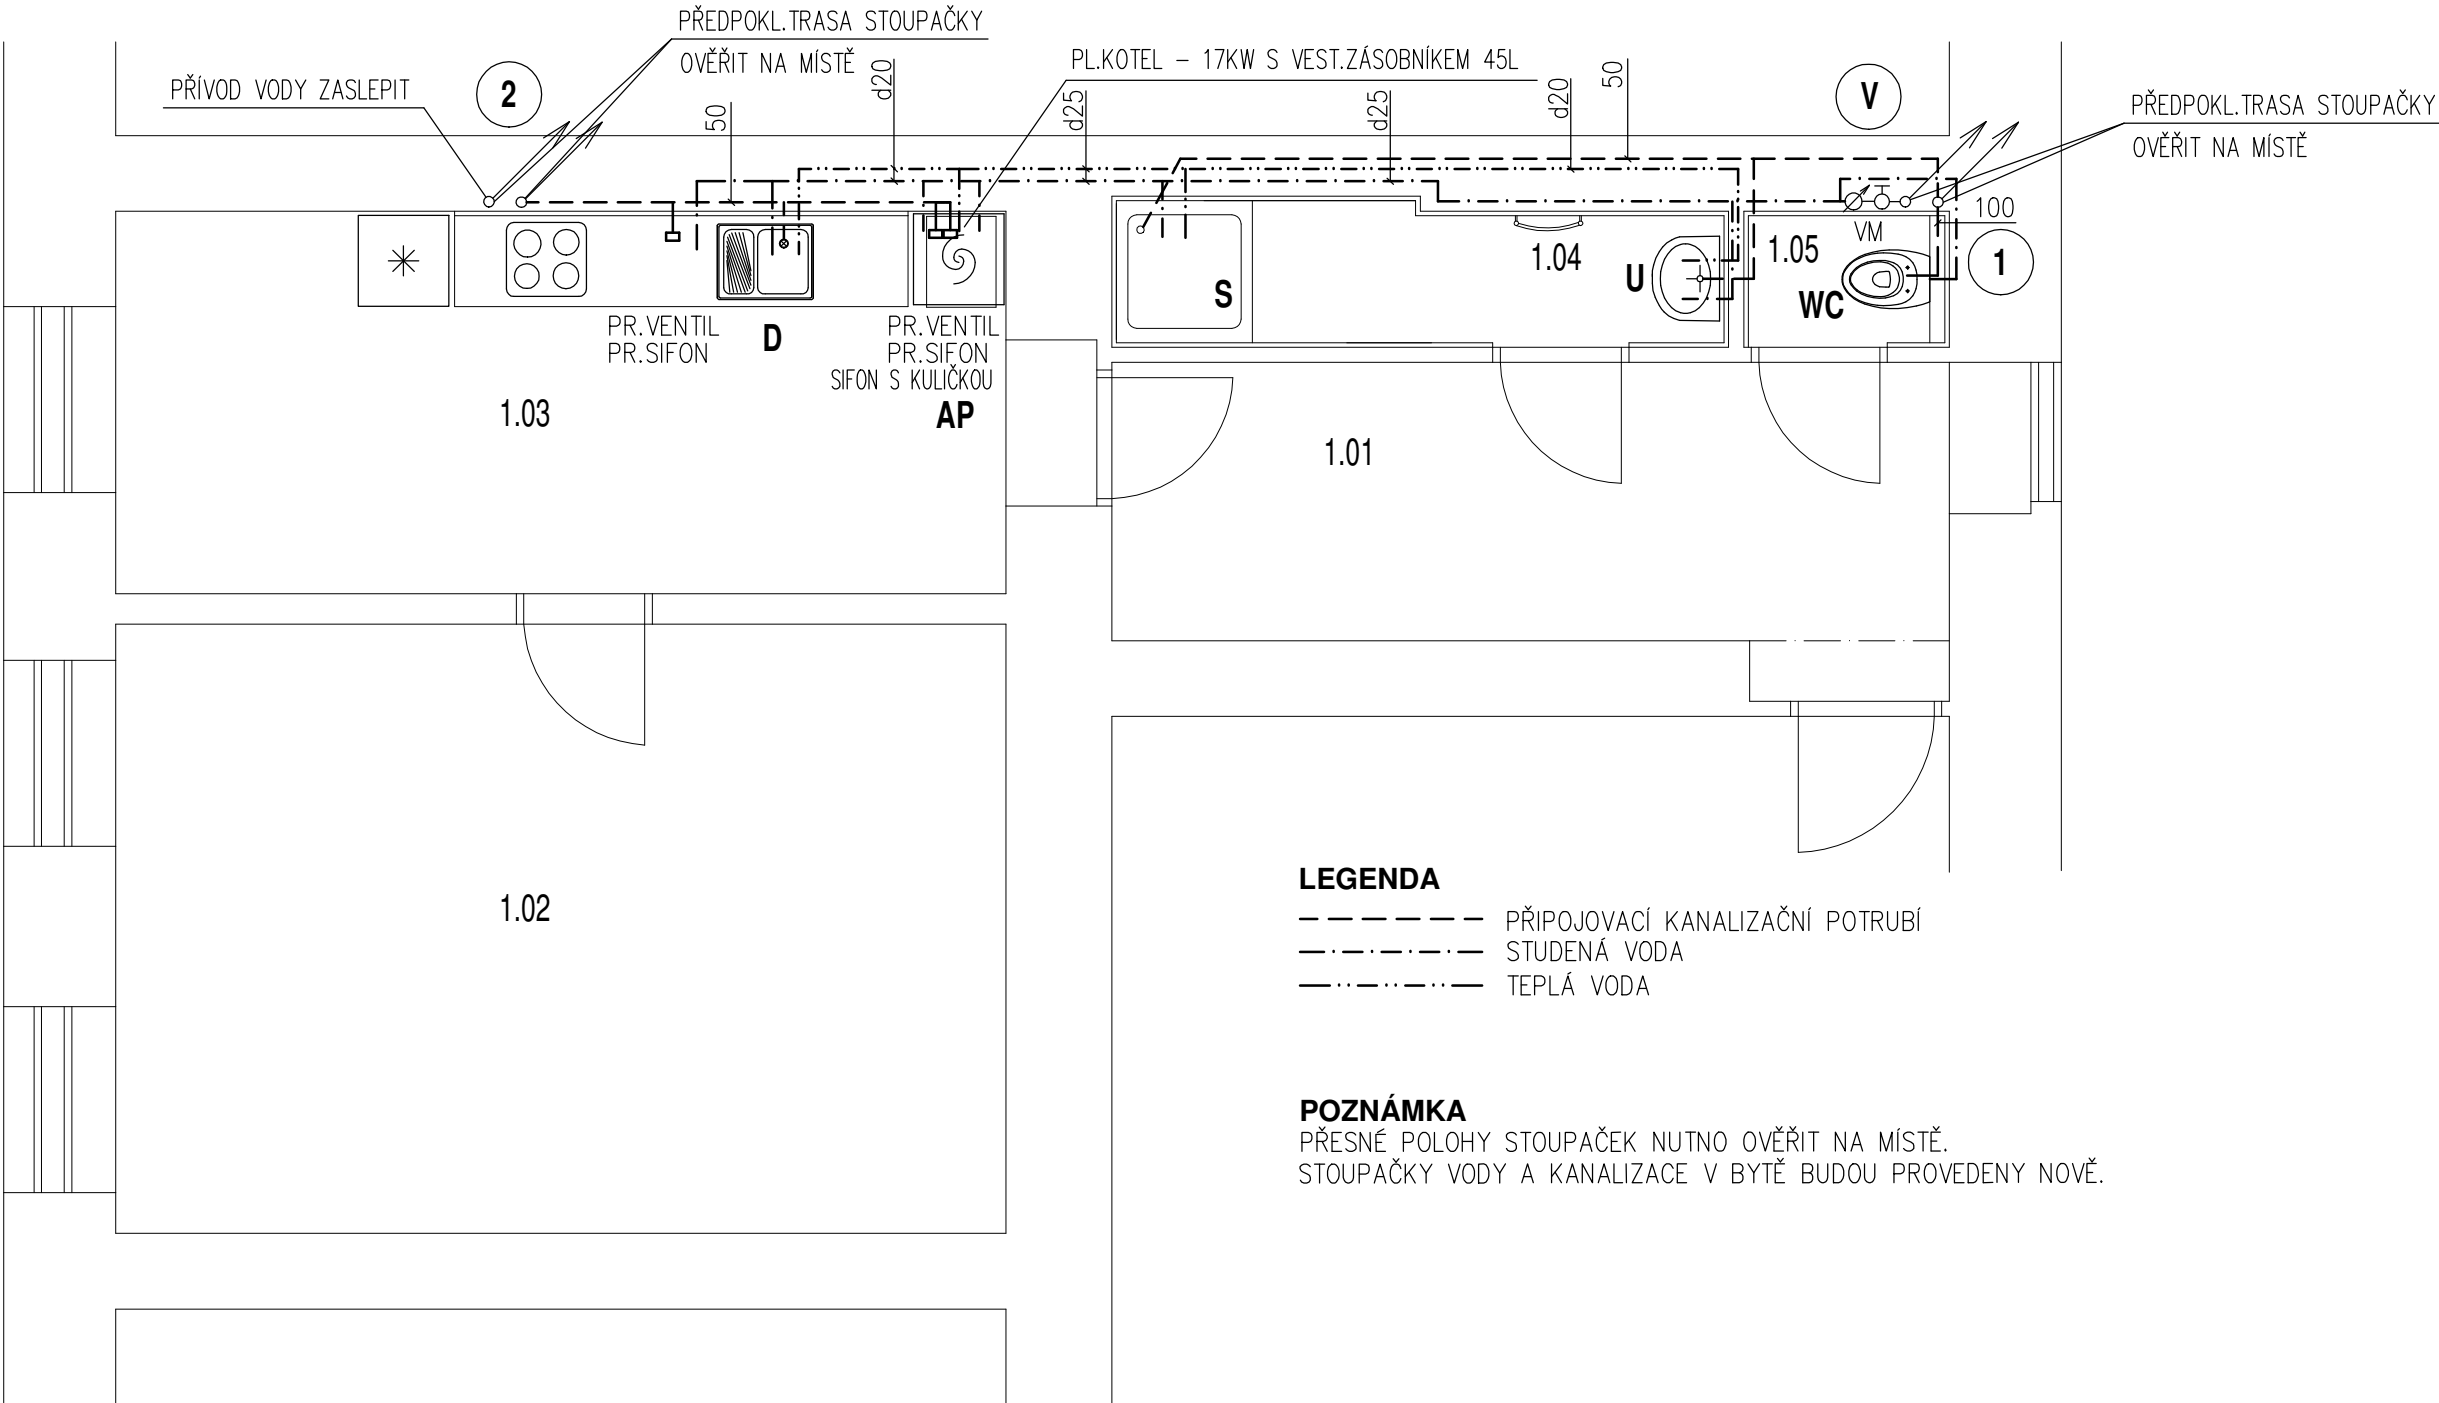 PŘEDPOKL.TRASA STOUPAČKY
OVĚŘIT NA MÍSTĚ
PŘÍVOD VODY ZASLEPIT
2
50
d20
PL.KOTEL – 17KW S VEST.ZÁSOBNÍKEM 45L
d25
d25
d20
50
V
PŘEDPOKL.TRASA STOUPAČKY
OVĚŘIT NA MÍSTĚ
100
VM
1
1.04
1.05
U
S
WC
PR.VENTIL
PR.SIFON
D
PR.VENTIL
PR.SIFON
SIFON S KULIČKOU
AP
1.03
1.01
1.02
LEGENDA
PŘIPOJOVACÍ KANALIZAČNÍ POTRUBÍ
STUDENÁ VODA
TEPLÁ VODA
POZNÁMKA
PŘESNÉ POLOHY STOUPAČEK NUTNO OVĚŘIT NA MÍSTĚ.
STOUPAČKY VODY A KANALIZACE V BYTĚ BUDOU PROVEDENY NOVĚ.